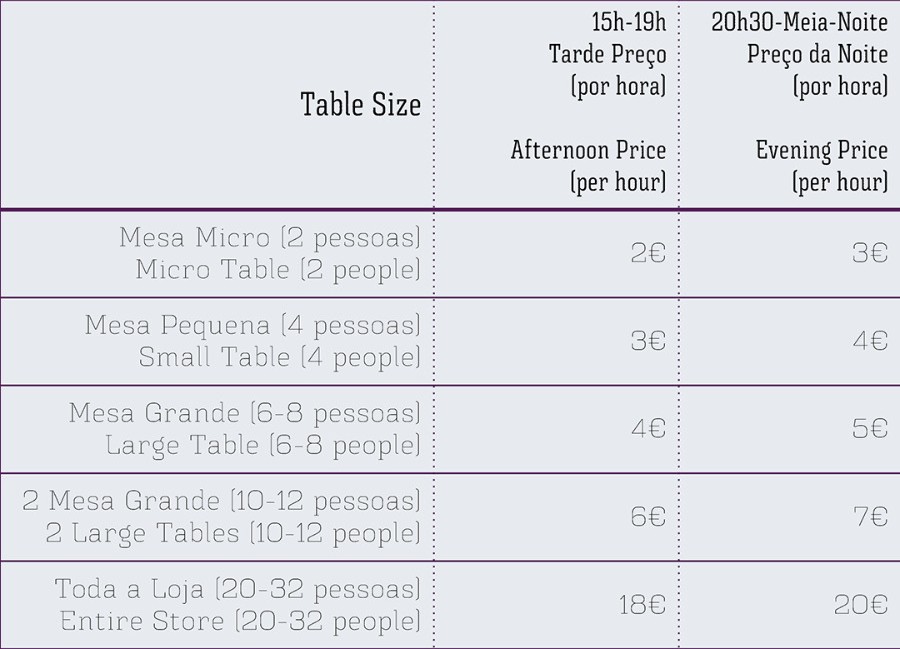 Table Size
15h-19h
Tarde Preço
(por hora)
Afternoon Price
(per hour)
20h30-Meia-Noite
Preço da Noite
(por hora)
Evening Price
(per hour)
Mesa Micro (2 pessoas)
Micro Table (2 people)
2€
3€
Mesa Pequena (4 pessoas)
Small Table (4 people)
3€
4€
Mesa Grande (6-8 pessoas)
Large Table (6-8 people)
4€
5€
2 Mesa Grande (10-12 pessoas)
2 Large Tables (10-12 people)
6€
7€
Toda a Loja (20-32 pessoas)
Entire Store (20-32 people)
18€
20€